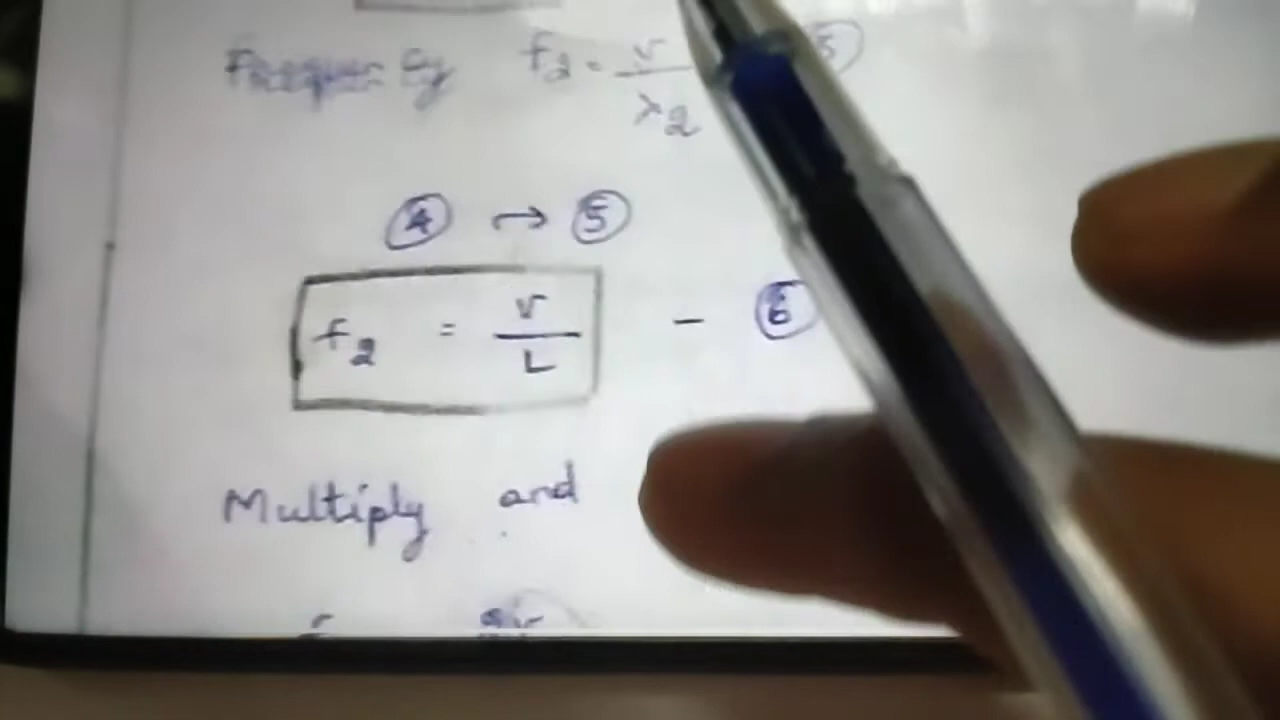 Frequency f₂ = v/λ₂ 5
④ → ⑤
f₂ = v/L - ⑥
Multiply and